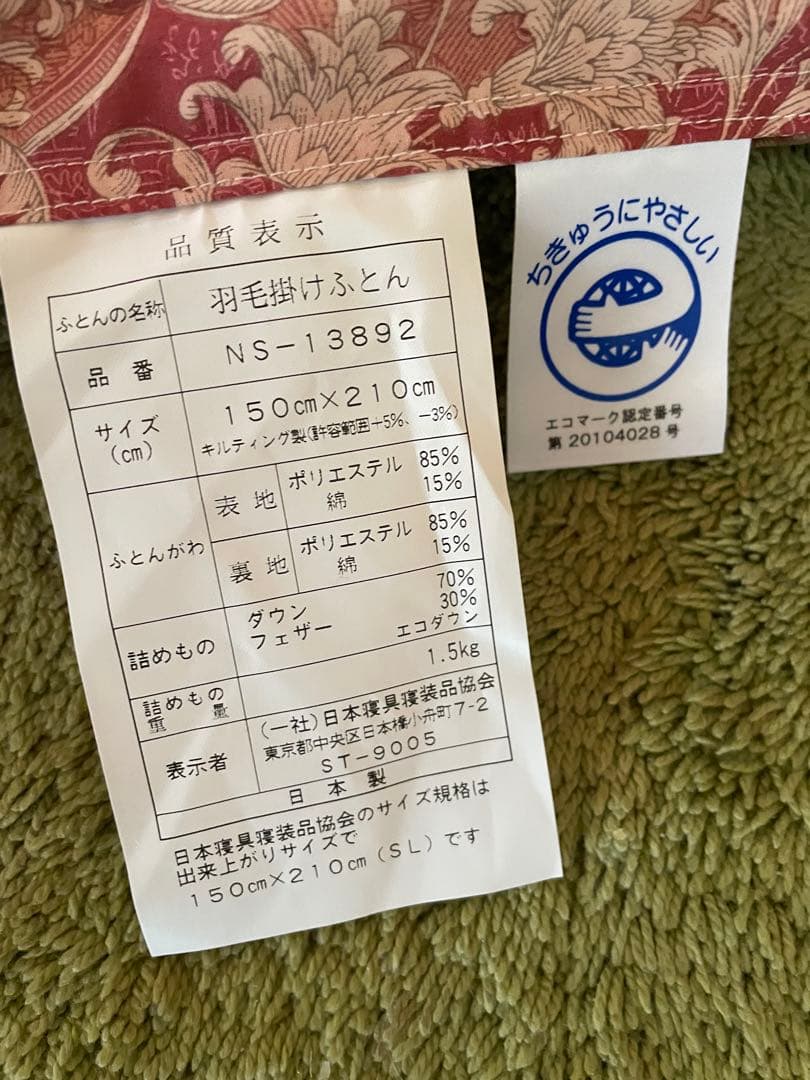 品質表示
ふとんの名称 羽毛掛けふとん
品番 NS-13892
サイズ(cm) 150cm×210cm
キルティング製(許容範囲+5%、-3%)
ふとんがわ 表地 ポリエステル 85%
綿 15%
裏地 ポリエステル 85%
綿 15%
詰めもの ダウン 70%
フェザー 30%
エコダウン
詰めもの重量 1.5kg
表示者 (一社)日本寝具寝装品協会
東京都中央区日本橋小舟町7-2
ST-9005
日本製
日本寝具寝装品協会のサイズ規格は
出来上がりサイズで
150cm×210cm(SL)です
ちきゅうにやさしい
エコマーク認定番号
第 20104028 号